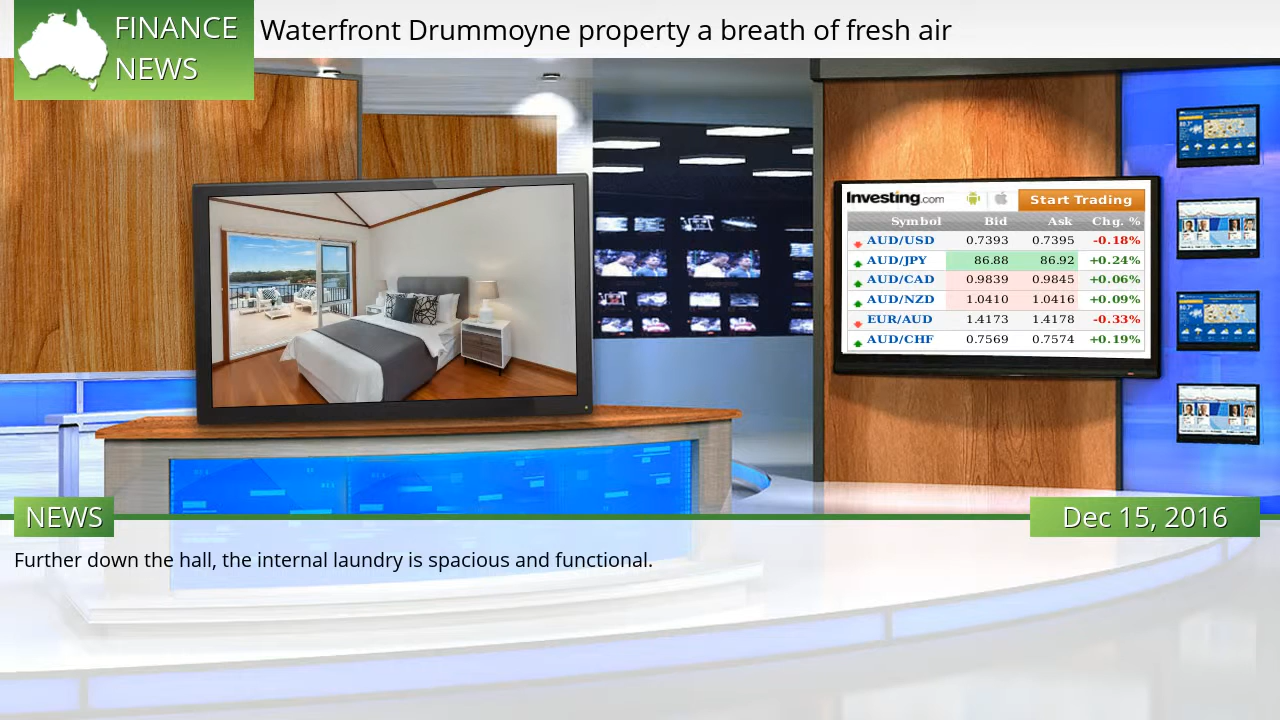 FINANCE
NEWS
Waterfront Drummoyne property a breath of fresh air
Investing.com Start Trading
Symbol Bid Ask Chg. %
AUD/USD 0.7393 0.7395 -0.18%
AUD/JPY 86.88 86.92 +0.24%
AUD/CAD 0.9839 0.9845 +0.06%
AUD/NZD 1.0410 1.0416 +0.09%
EUR/AUD 1.4173 1.4178 -0.33%
AUD/CHF 0.7569 0.7574 +0.19%
NEWS
Dec 15, 2016
Further down the hall, the internal laundry is spacious and functional.